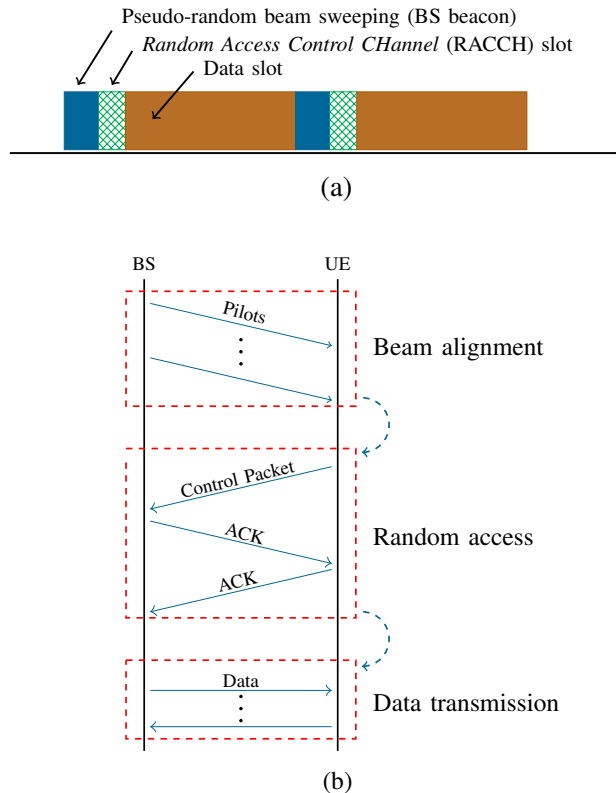 Pseudo-random beam sweeping (BS beacon)
Random Access Control CHannel (RACCH) slot
Data slot
(a)
BS UE
Pilots
Beam alignment
Control Packet
ACK
Random access
ACK
Data
Data transmission
(b)